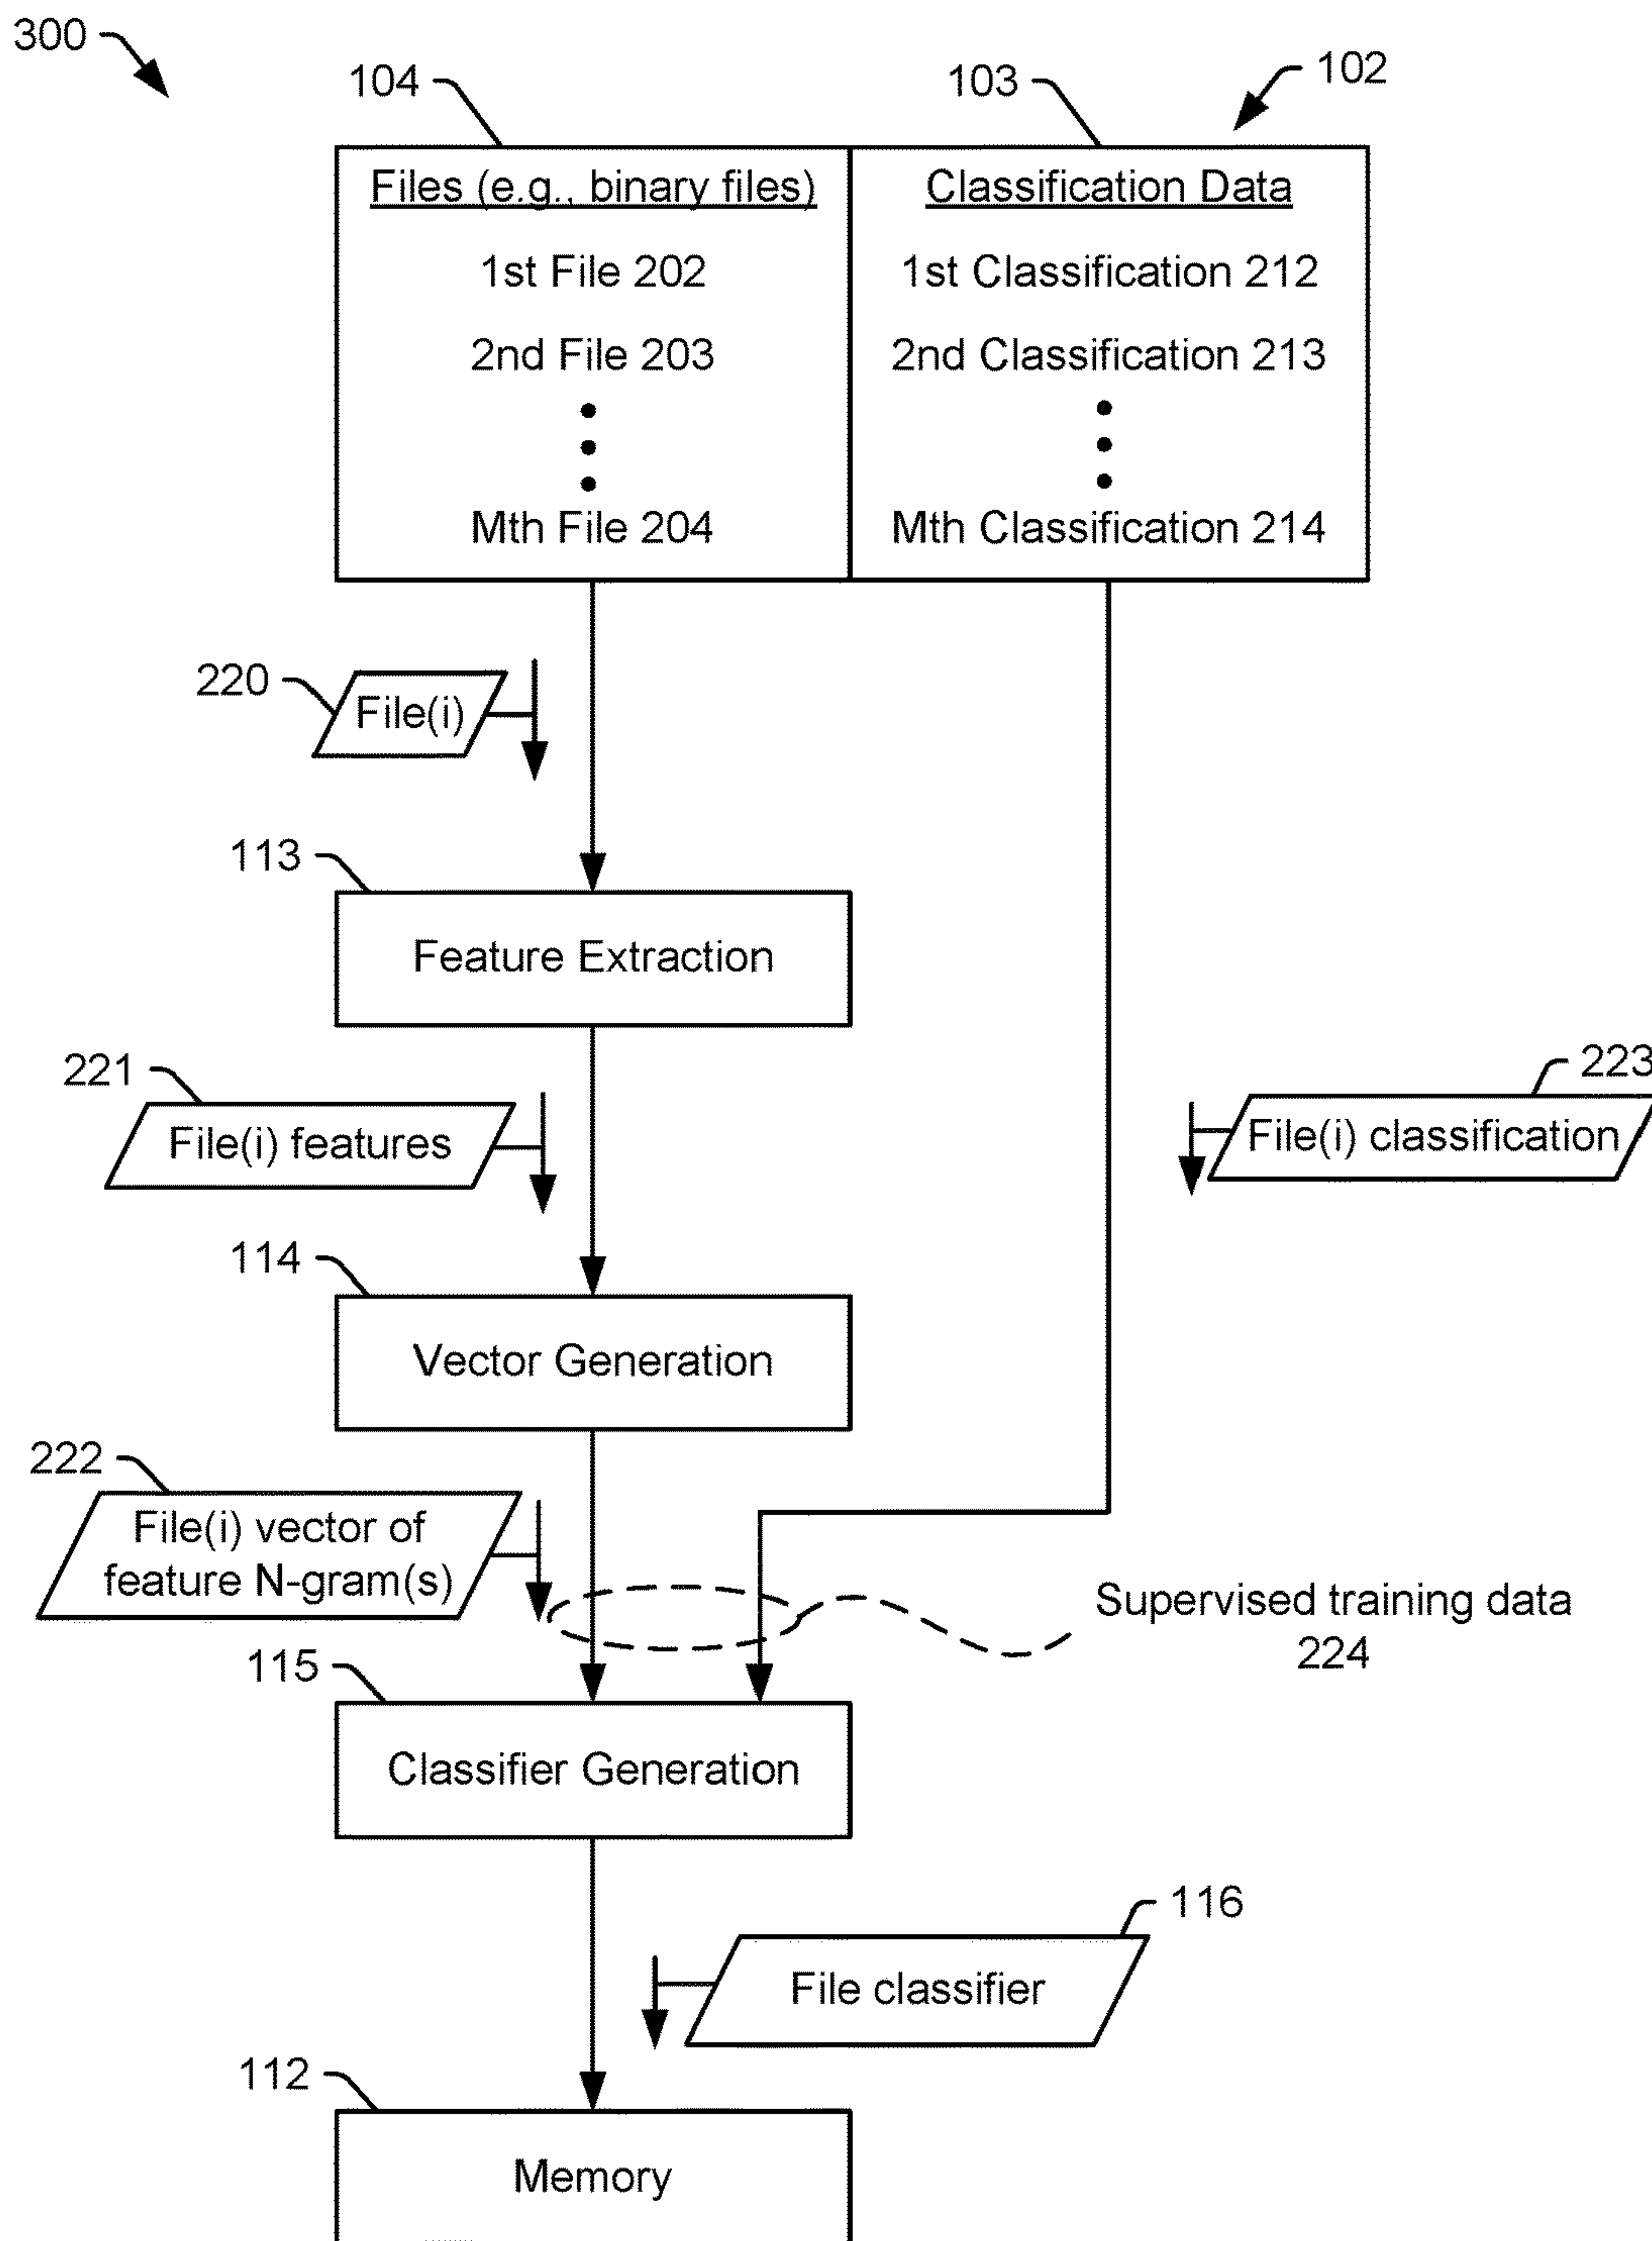 300
104
103
102
Files (e.g., binary files)
Classification Data
1st File 202
1st Classification 212
2nd File 203
2nd Classification 213
Mth File 204
Mth Classification 214
220
File(i)
113
Feature Extraction
221
File(i) features
223
File(i) classification
114
Vector Generation
222
File(i) vector of
feature N-gram(s)
Supervised training data
224
115
Classifier Generation
116
File classifier
112
Memory